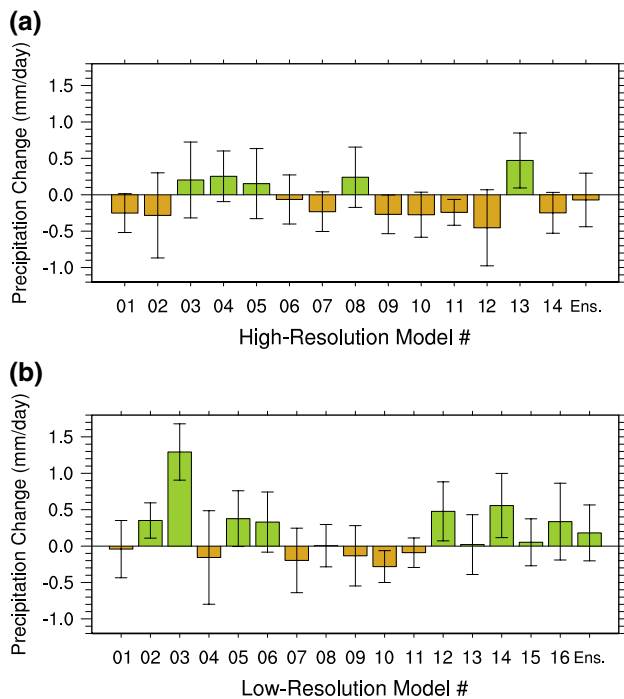 (a)
Precipitation Change (mm/day)
1.5
1.0
0.5
0.0
-0.5
-1.0
01 02 03 04 05 06 07 08 09 10 11 12 13 14 Ens.
High-Resolution Model #
(b)
Precipitation Change (mm/day)
1.5
1.0
0.5
0.0
-0.5
-1.0
01 02 03 04 05 06 07 08 09 10 11 12 13 14 15 16 Ens.
Low-Resolution Model #